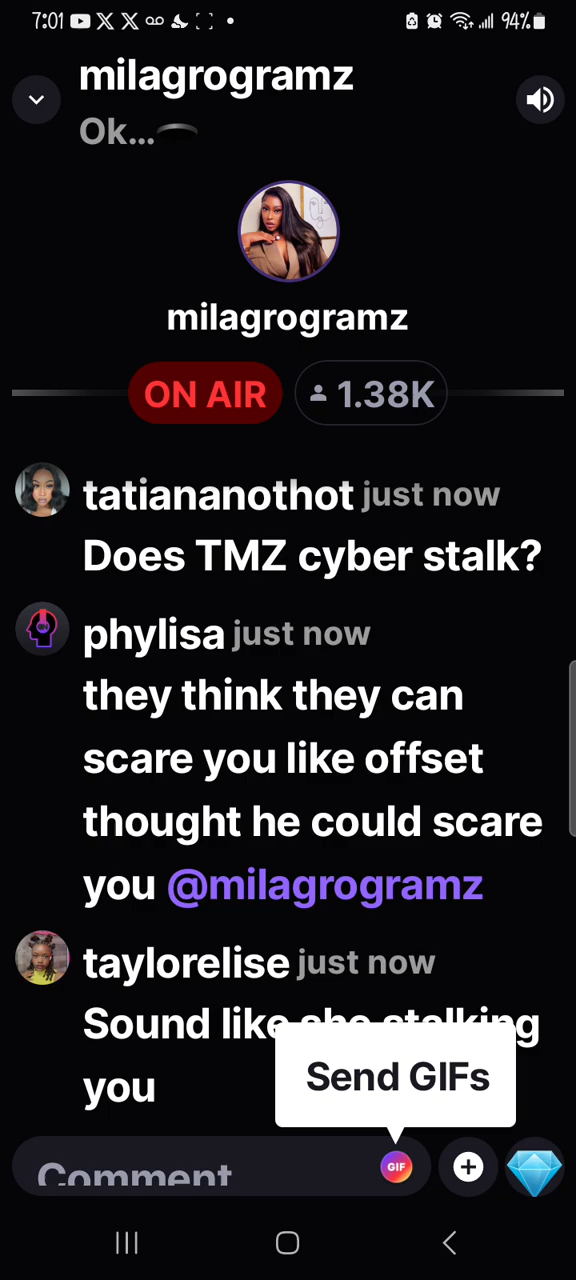 7:01 94%
milagrogramz
Ok...
milagrogramz
ON AIR 1.38K
tatiananothot just now
Does TMZ cyber stalk?
phylisa just now
they think they can
scare you like offset
thought he could scare
you @milagrogramz
taylorelise just now
Sound like she stalking
you
Send GIFs
Comment GIF